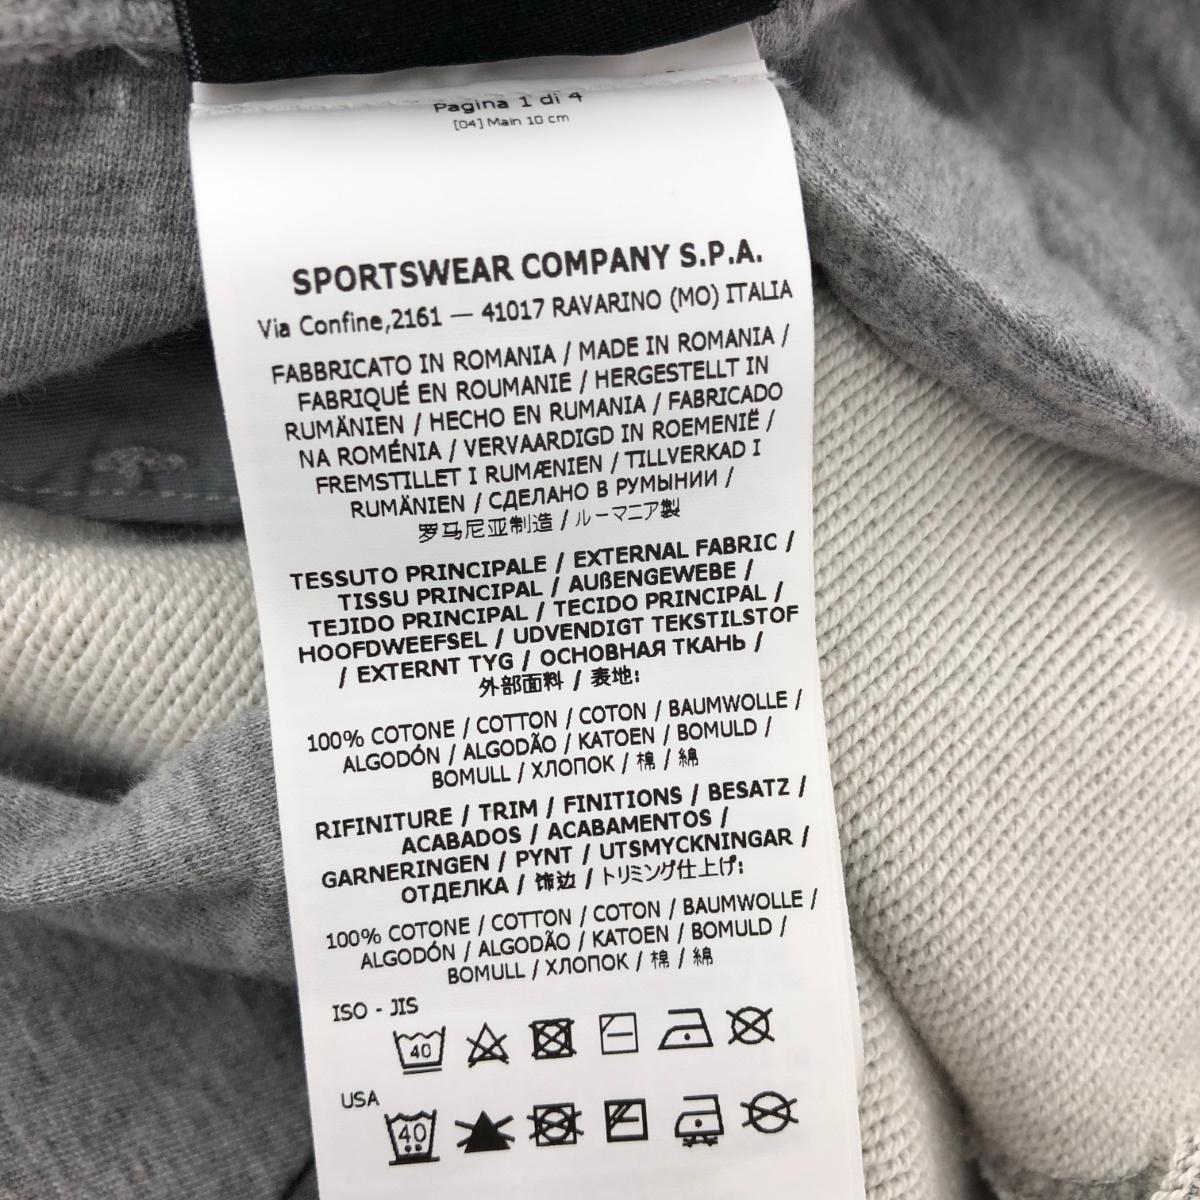 Pagina 1 di 4
[04] Main 10 cm
SPORTSWEAR COMPANY S.P.A.
Via Confine,2161 — 41017 RAVARINO (MO) ITALIA
FABBRICATO IN ROMANIA / MADE IN ROMANIA /
FABRIQUÉ EN ROUMANIE / HERGESTELLT IN
RUMÄNIEN / HECHO EN RUMANIA / FABRICADO
NA ROMÉNIA / VERVAARDIGD IN ROEMENIË /
FREMSTILLET I RUMÆNIEN / TILLVERKAD I
RUMÄNIEN / СДЕЛАНО В РУМЫНИИ /
罗马尼亚制造 / ルーマニア製
TESSUTO PRINCIPALE / EXTERNAL FABRIC /
TISSU PRINCIPAL / AUßENGEWEBE /
TEJIDO PRINCIPAL / TECIDO PRINCIPAL /
HOOFDWEEFSEL / UDVENDIGT TEKSTILSTOF
/ EXTERNT TYG / ОСНОВНАЯ ТКАНЬ /
外部面料 / 表地:
100% COTONE / COTTON / COTON / BAUMWOLLE /
ALGODÓN / ALGODÃO / KATOEN / BOMULD /
BOMULL / ХЛОПОК / 棉 / 綿
RIFINITURE / TRIM / FINITIONS / BESATZ /
ACABADOS / ACABAMENTOS /
GARNERINGEN / PYNT / UTSMYCKNINGAR /
ОТДЕЛКА / 饰边 / トリミング仕上げ:
100% COTONE / COTTON / COTON / BAUMWOLLE /
ALGODÓN / ALGODÃO / KATOEN / BOMULD /
BOMULL / ХЛОПОК / 棉 / 綿
ISO - JIS
40
USA
40